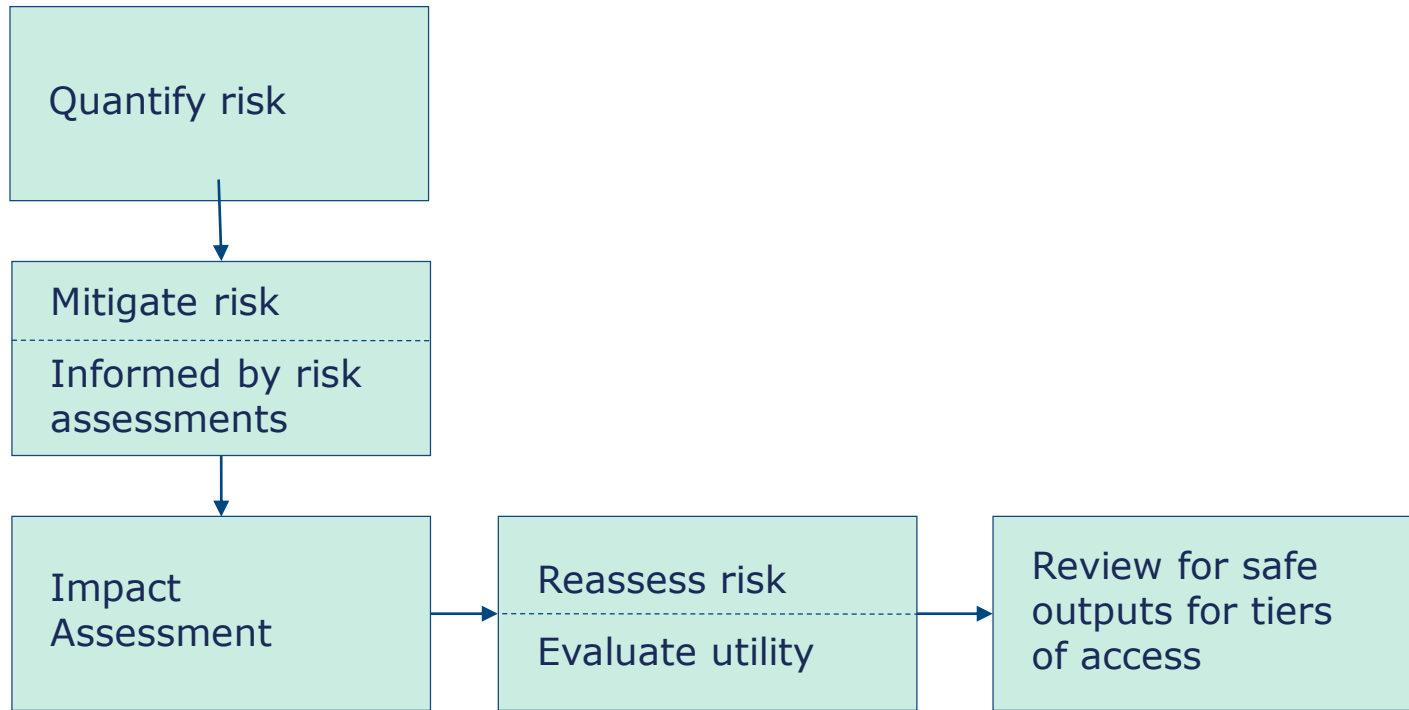 Quantify risk
Mitigate risk
Informed by risk
assessments
Impact
Assessment
Reassess risk
Evaluate utility
Review for safe
outputs for tiers
of access